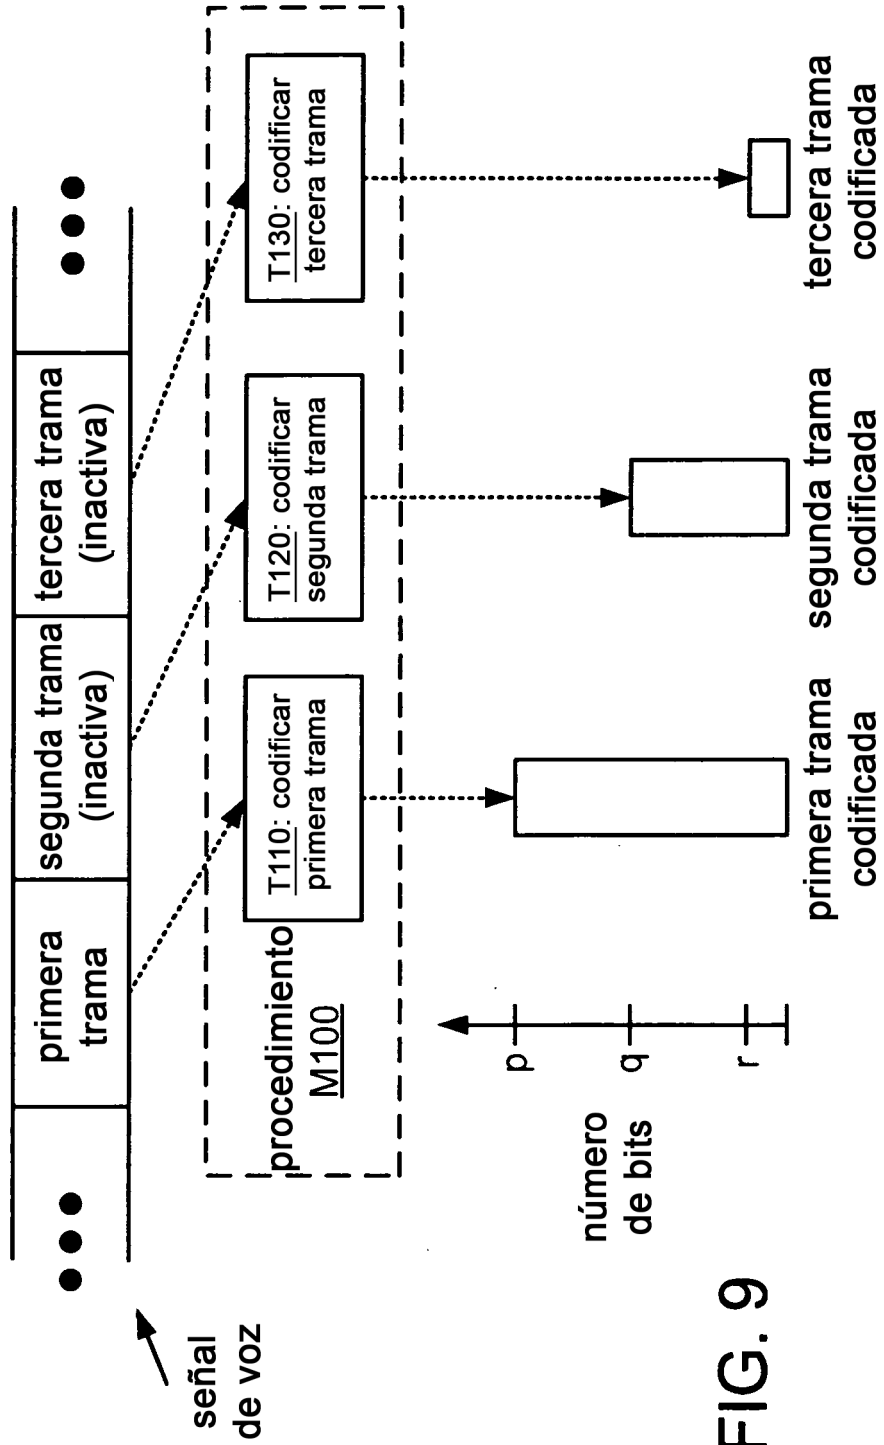 señal
de voz
primera
trama
segunda trama
(inactiva)
tercera trama
(inactiva)
procedimiento
M100
T110: codificar
primera trama
T120: codificar
segunda trama
T130: codificar
tercera trama
número
de bits
p
q
r
primera trama
codificada
segunda trama
codificada
tercera trama
codificada
FIG. 9